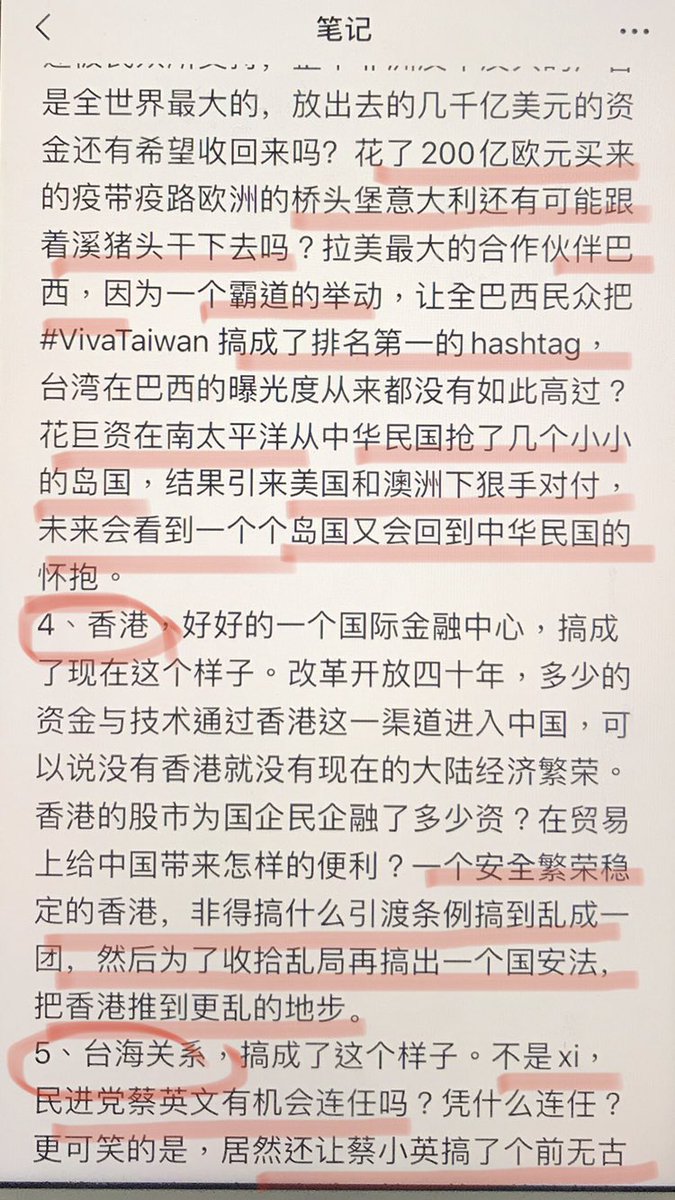 笔记
是全世界最大的，放出去的几千亿美元的资
金还有希望收回来吗？花了200亿欧元买来
的疫带疫路欧洲的桥头堡意大利还有可能跟
着溪猪头干下去吗？拉美最大的合作伙伴巴
西，因为一个霸道的举动，让全巴西民众把
#VivaTaiwan 搞成了排名第一的hashtag，
台湾在巴西的曝光度从来都没有如此高过？
花巨资在南太平洋从中华民国抢了几个小小
的岛国，结果引来美国和澳洲下狠手对付，
未来会看到一个个岛国又会回到中华民国的
怀抱。
4、香港，好好的一个国际金融中心，搞成
了现在这个样子。改革开放四十年，多少的
资金与技术通过香港这一渠道进入中国，可
以说没有香港就没有现在的大陆经济繁荣。
香港的股市为国企民企融了多少资？在贸易
上给中国带来怎样的便利？一个安全繁荣稳
定的香港，非得搞什么引渡条例搞到乱成一
团，然后为了收拾乱局再搞出一个国安法，
把香港推到更乱的地步。
5、台海关系，搞成了这个样子。不是xi，
民进党蔡英文有机会连任吗？凭什么连任？
更可笑的是，居然还让蔡小英搞了个前无古